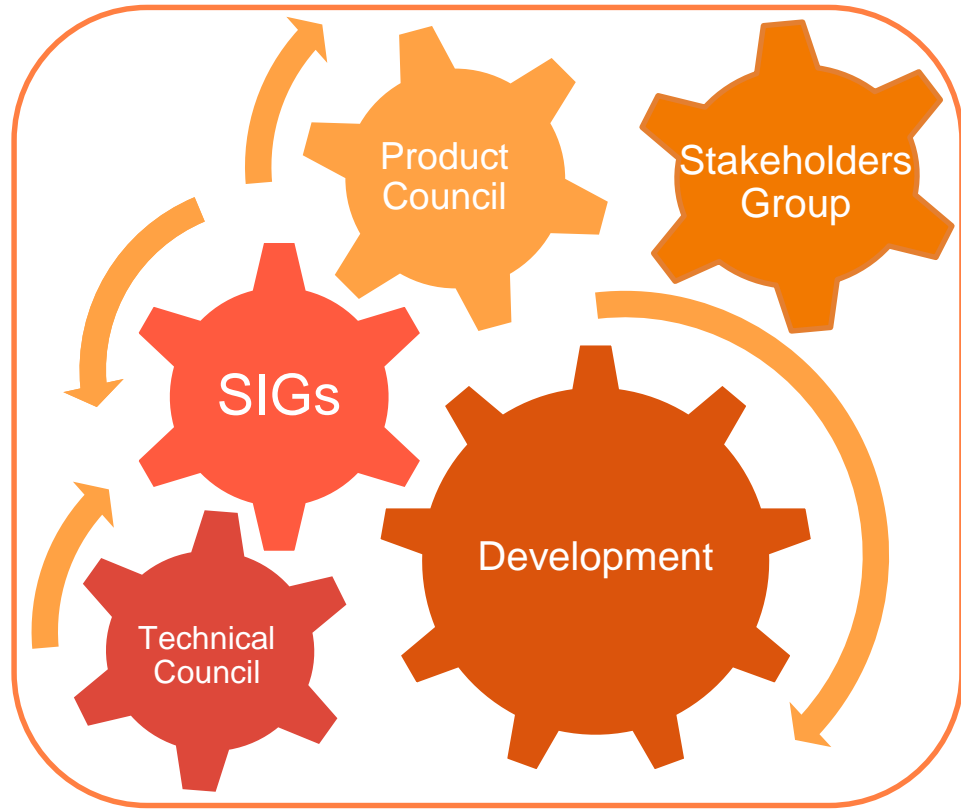 Product
Council
Stakeholders
Group
SIGs
Development
Technical
Council